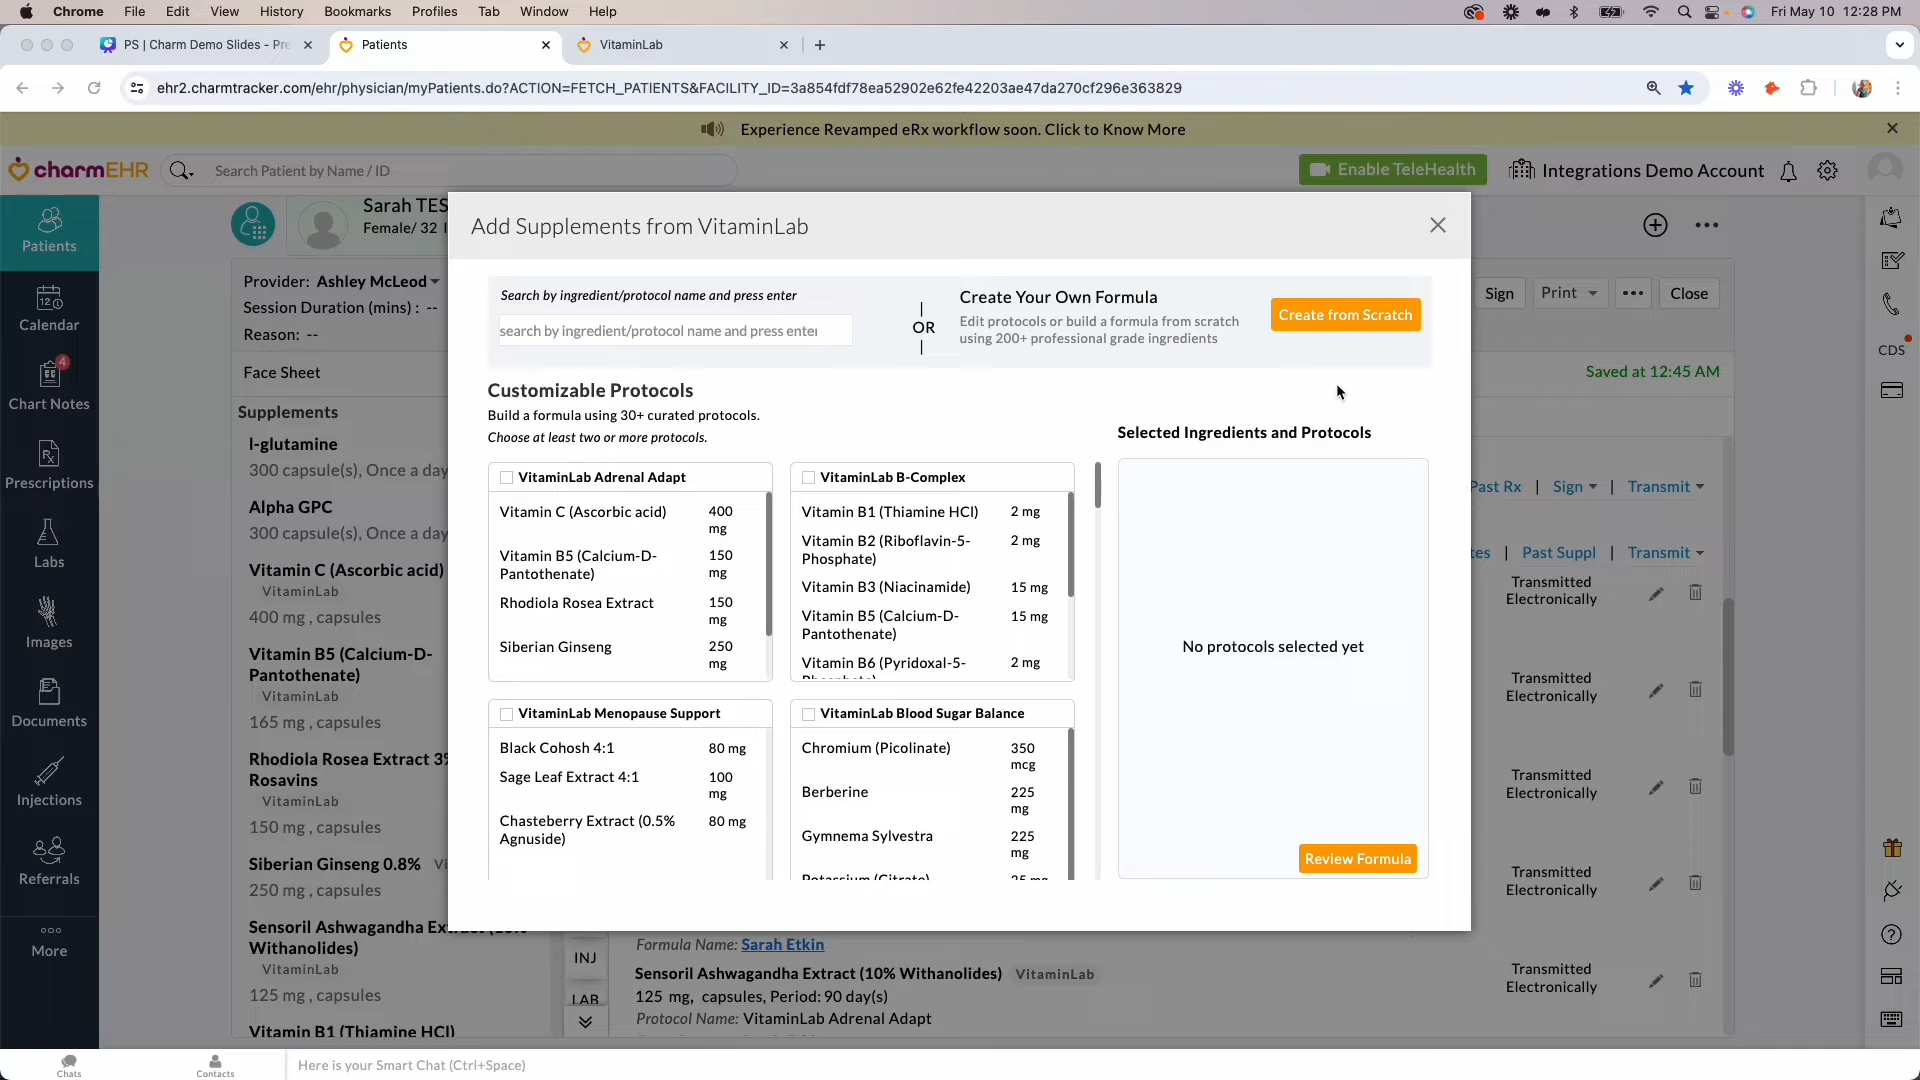 Chrome File Edit View History Bookmarks Profiles Tab Window Help Fri May 10 12:28 PM
PS | Charm Demo Slides - Pre Patients VitaminLab
ehr2.charmtracker.com/ehr/physician/myPatients.do?ACTION=FETCH_PATIENTS&FACILITY_ID=3a854fdf78ea52902e62fe42203ae47da270cf296e363829
Experience Revamped eRx workflow soon. Click to Know More
charmEHR Search Patient by Name / ID Enable TeleHealth Integrations Demo Account
Patients
Calendar
4
Chart Notes
Prescriptions
Labs
Images
Documents
Injections
Referrals
More
Sarah TES
Female/ 32
Provider: Ashley McLeod
Session Duration (mins) : --
Reason: --
Face Sheet
Supplements
l-glutamine
300 capsule(s), Once a day
Alpha GPC
300 capsule(s), Once a day
Vitamin C (Ascorbic acid)
VitaminLab
400 mg , capsules
Vitamin B5 (Calcium-D-
Pantothenate)
VitaminLab
165 mg , capsules
Rhodiola Rosea Extract 3%
Rosavins
VitaminLab
150 mg , capsules
Siberian Ginseng 0.8%
250 mg , capsules
Sensoril Ashwagandha Extract (10%
Withanolides)
VitaminLab
125 mg , capsules
Vitamin B1 (Thiamine HCl)
Add Supplements from VitaminLab
Search by ingredient/protocol name and press enter
search by ingredient/protocol name and press enter
OR
Create Your Own Formula
Edit protocols or build a formula from scratch
using 200+ professional grade ingredients
Create from Scratch
Customizable Protocols
Build a formula using 30+ curated protocols.
Choose at least two or more protocols.
VitaminLab Adrenal Adapt
Vitamin C (Ascorbic acid) 400
mg
Vitamin B5 (Calcium-D- 150
Pantothenate) mg
Rhodiola Rosea Extract 150
mg
Siberian Ginseng 250
mg
VitaminLab B-Complex
Vitamin B1 (Thiamine HCl) 2 mg
Vitamin B2 (Riboflavin-5- 2 mg
Phosphate)
Vitamin B3 (Niacinamide) 15 mg
Vitamin B5 (Calcium-D- 15 mg
Pantothenate)
Vitamin B6 (Pyridoxal-5- 2 mg
Phosphate)
VitaminLab Menopause Support
Black Cohosh 4:1 80 mg
Sage Leaf Extract 4:1 100
mg
Chasteberry Extract (0.5% 80 mg
Agnuside)
VitaminLab Blood Sugar Balance
Chromium (Picolinate) 350
mcg
Berberine 225
mg
Gymnema Sylvestra 225
mg
Potassium (Citrate) 25 mg
Selected Ingredients and Protocols
No protocols selected yet
Review Formula
Sign Print Close
Saved at 12:45 AM
Past Rx | Sign | Transmit
tes | Past Suppl | Transmit
Transmitted
Electronically
Transmitted
Electronically
Transmitted
Electronically
Transmitted
Electronically
Transmitted
Electronically
CDS
INJ
LAB
Formula Name: Sarah Etkin
Sensoril Ashwagandha Extract (10% Withanolides) VitaminLab
125 mg, capsules, Period: 90 day(s)
Protocol Name: VitaminLab Adrenal Adapt
Chats Contacts Here is your Smart Chat (Ctrl+Space)